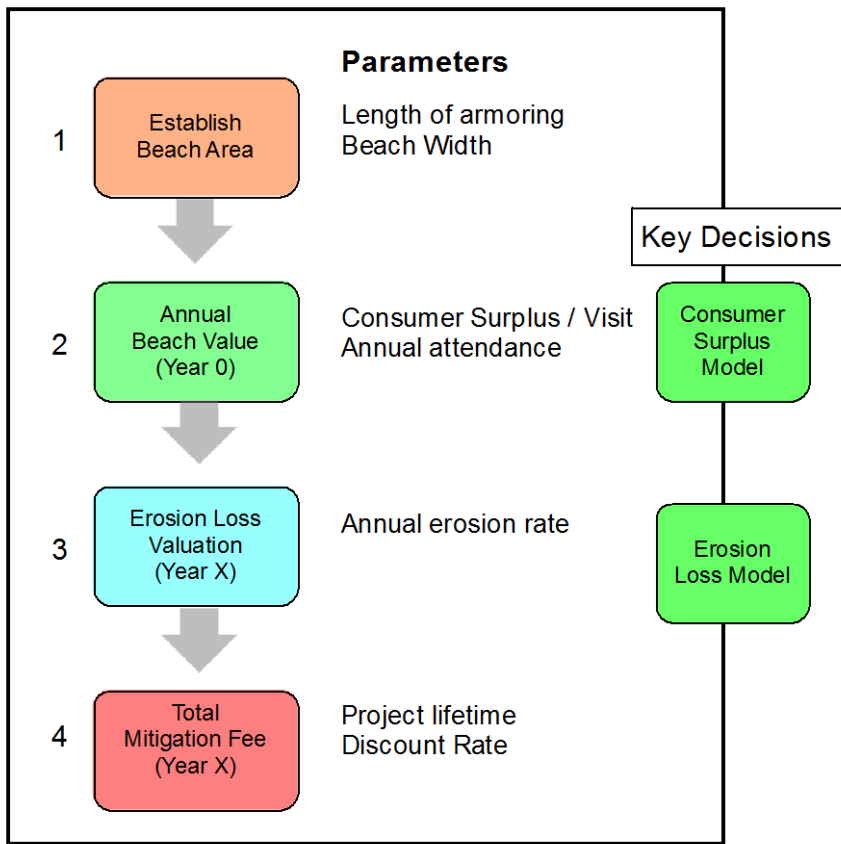 Parameters
1
Establish
Beach Area
Length of armoring
Beach Width
Key Decisions
2
Annual
Beach Value
(Year 0)
Consumer Surplus / Visit
Annual attendance
Consumer
Surplus
Model
3
Erosion Loss
Valuation
(Year X)
Annual erosion rate
Erosion
Loss Model
4
Total
Mitigation Fee
(Year X)
Project lifetime
Discount Rate